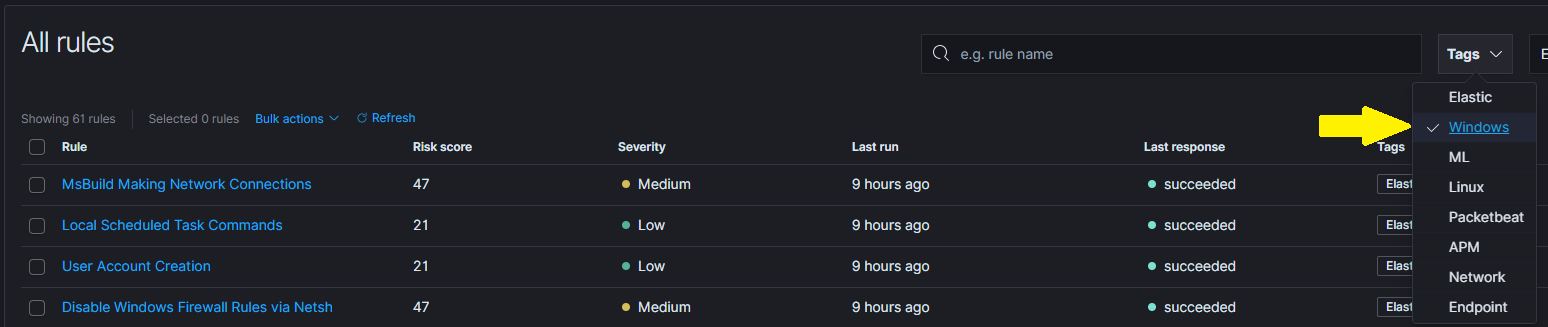 All rules
e.g. rule name
Tags
E
Showing 61 rules
Selected 0 rules
Bulk actions
Refresh
Rule Risk score Severity Last run Last response Tags
MsBuild Making Network Connections 47 Medium 9 hours ago succeeded Elast
Local Scheduled Task Commands 21 Low 9 hours ago succeeded Elast
User Account Creation 21 Low 9 hours ago succeeded Elast
Disable Windows Firewall Rules via Netsh 47 Medium 9 hours ago succeeded Elast
Elastic
Windows
ML
Linux
Packetbeat
APM
Network
Endpoint